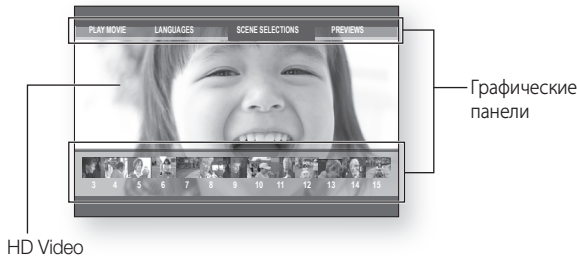 PLAY MOVIE LANGUAGES SCENE SELECTIONS PREVIEWS
Графические
панели
3 4 5 6 7 8 9 10 11 12 13 14 15
HD Video